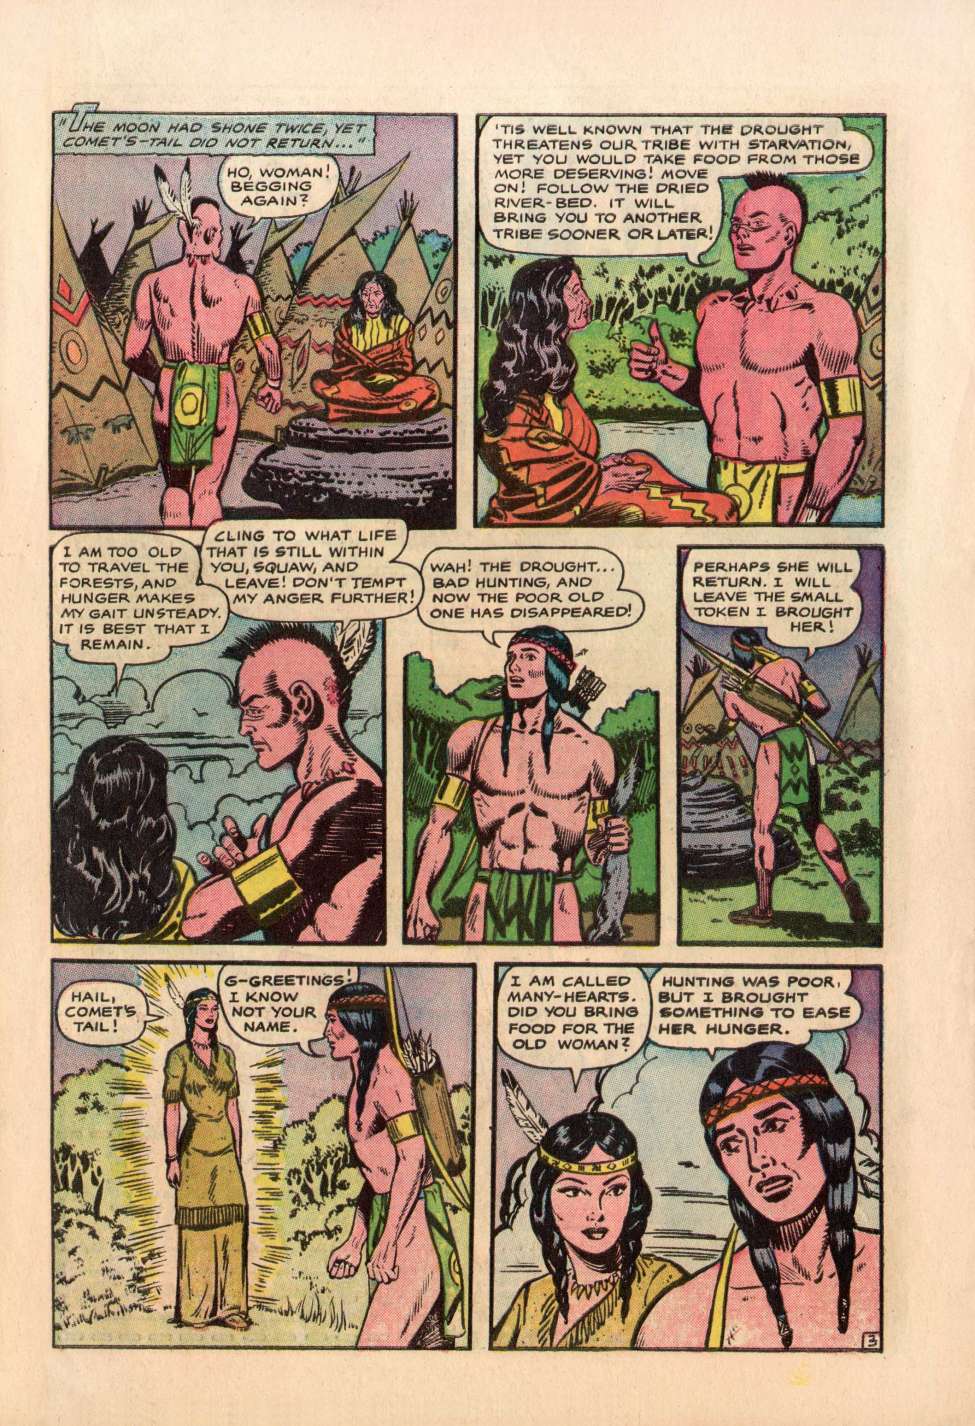 "THE MOON HAD SHONE TWICE, YET
COMET'S-TAIL DID NOT RETURN..."
HO, WOMAN!
BEGGING
AGAIN?
'TIS WELL KNOWN THAT THE DROUGHT
THREATENS OUR TRIBE WITH STARVATION,
YET YOU WOULD TAKE FOOD FROM THOSE
MORE DESERVING! MOVE
ON! FOLLOW THE DRIED
RIVER-BED. IT WILL
BRING YOU TO ANOTHER
TRIBE SOONER OR LATER!
I AM TOO OLD
TO TRAVEL THE
FORESTS, AND
HUNGER MAKES
MY GAIT UNSTEADY.
IT IS BEST THAT I
REMAIN.
CLING TO WHAT LIFE
THAT IS STILL WITHIN
YOU, SQUAW, AND
LEAVE! DON'T TEMPT
MY ANGER FURTHER!
WAH! THE DROUGHT...
BAD HUNTING, AND
NOW THE POOR OLD
ONE HAS DISAPPEARED!
PERHAPS SHE WILL
RETURN. I WILL
LEAVE THE SMALL
TOKEN I BROUGHT
HER!
HAIL,
COMET'S
TAIL!
G-GREETINGS!
I KNOW
NOT YOUR
NAME.
I AM CALLED
MANY-HEARTS.
DID YOU BRING
FOOD FOR THE
OLD WOMAN?
HUNTING WAS POOR,
BUT I BROUGHT
SOMETHING TO EASE
HER HUNGER.
3